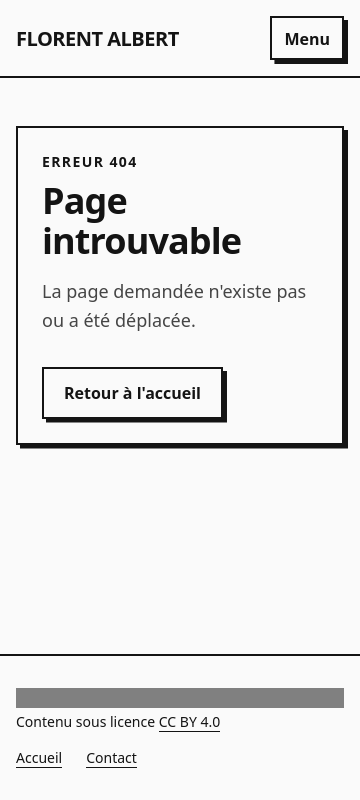 FLORENT ALBERT
Menu
ERREUR 404
Page
introuvable
La page demandée n'existe pas
ou a été déplacée.
Retour à l'accueil
Contenu sous licence CC BY 4.0
Accueil Contact